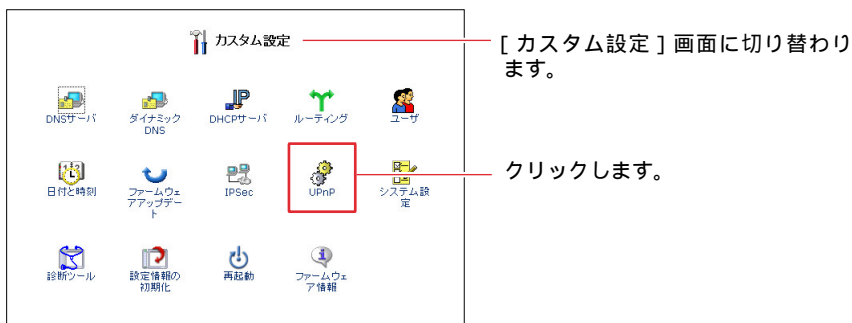 カスタム設定
[ カスタム設定 ] 画面に切り替わり
ます。
DNSサーバ
ダイナミック
DNS
DHCPサーバ
ルーティング
ユーザ
クリックします。
日付と時刻
ファームウェ
アアップデー
ト
IPSec
UPnP
システム設
定
診断ツール
設定情報の
初期化
再起動
ファームウェ
ア情報